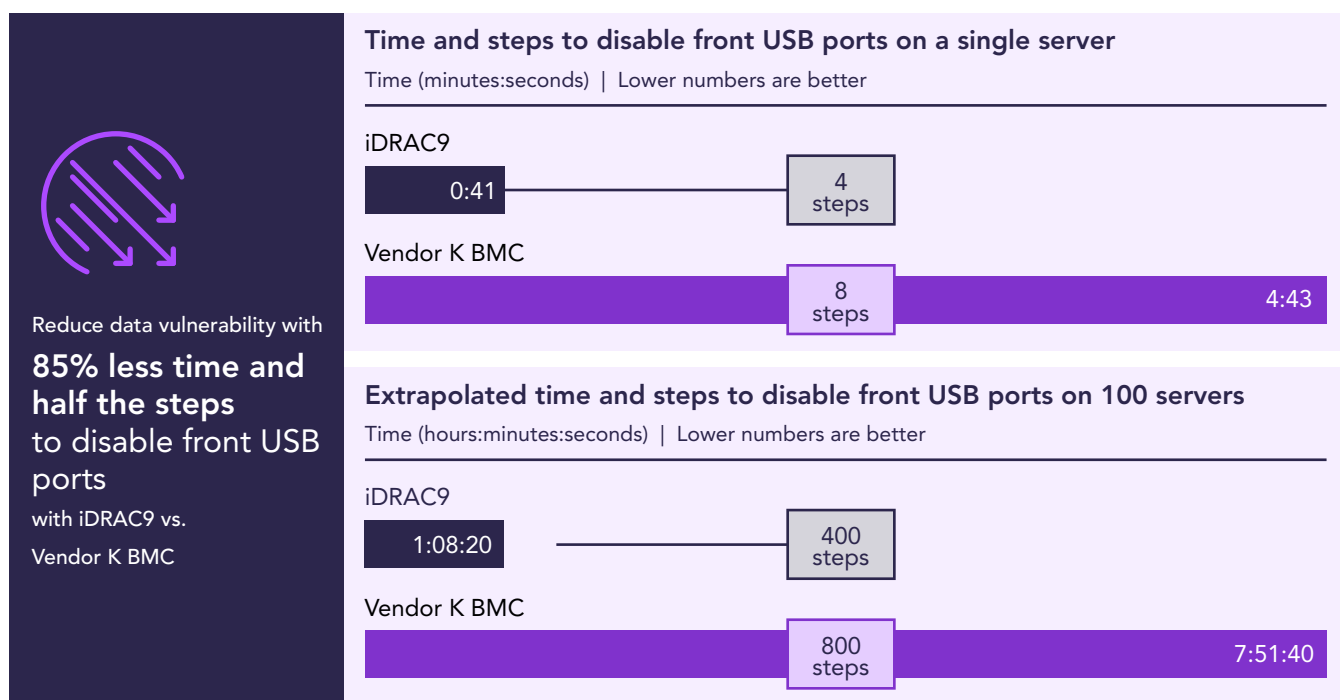 Reduce data vulnerability with
85% less time and
half the steps
to disable front USB
ports
with iDRAC9 vs.
Vendor K BMC
Time and steps to disable front USB ports on a single server
Time (minutes:seconds) | Lower numbers are better
iDRAC9
0:41
4
steps
Vendor K BMC
8
steps
4:43
Extrapolated time and steps to disable front USB ports on 100 servers
Time (hours:minutes:seconds) | Lower numbers are better
iDRAC9
1:08:20
400
steps
Vendor K BMC
800
steps
7:51:40